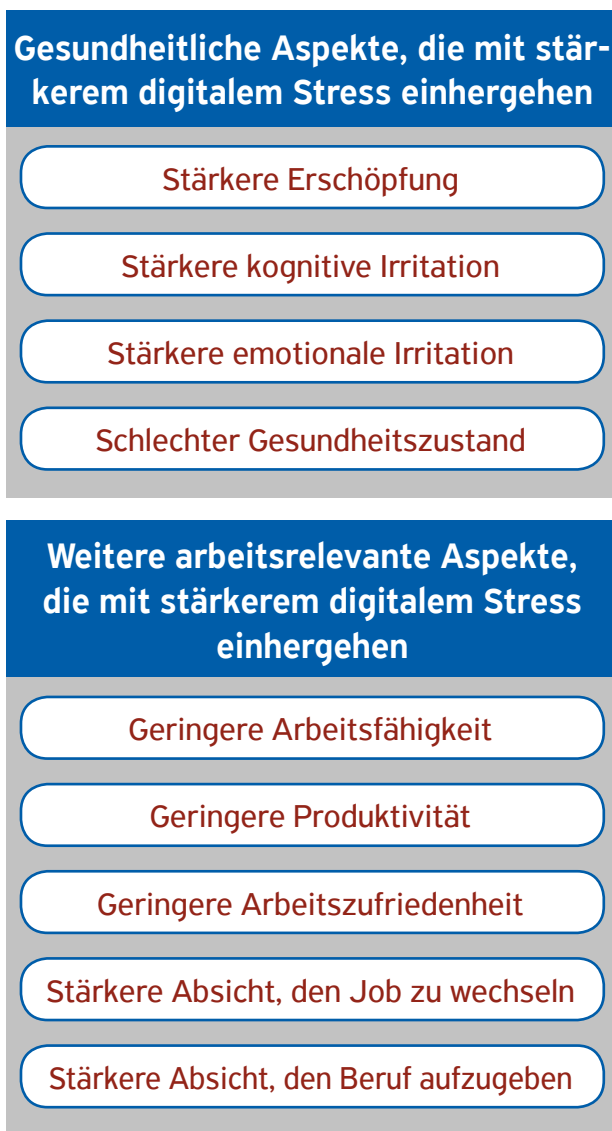 Gesundheitliche Aspekte, die mit stär-
kerem digitalem Stress einhergehen
Stärkere Erschöpfung
Stärkere kognitive Irritation
Stärkere emotionale Irritation
Schlechter Gesundheitszustand
Weitere arbeitsrelevante Aspekte,
die mit stärkerem digitalem Stress
einhergehen
Geringere Arbeitsfähigkeit
Geringere Produktivität
Geringere Arbeitszufriedenheit
Stärkere Absicht, den Job zu wechseln
Stärkere Absicht, den Beruf aufzugeben